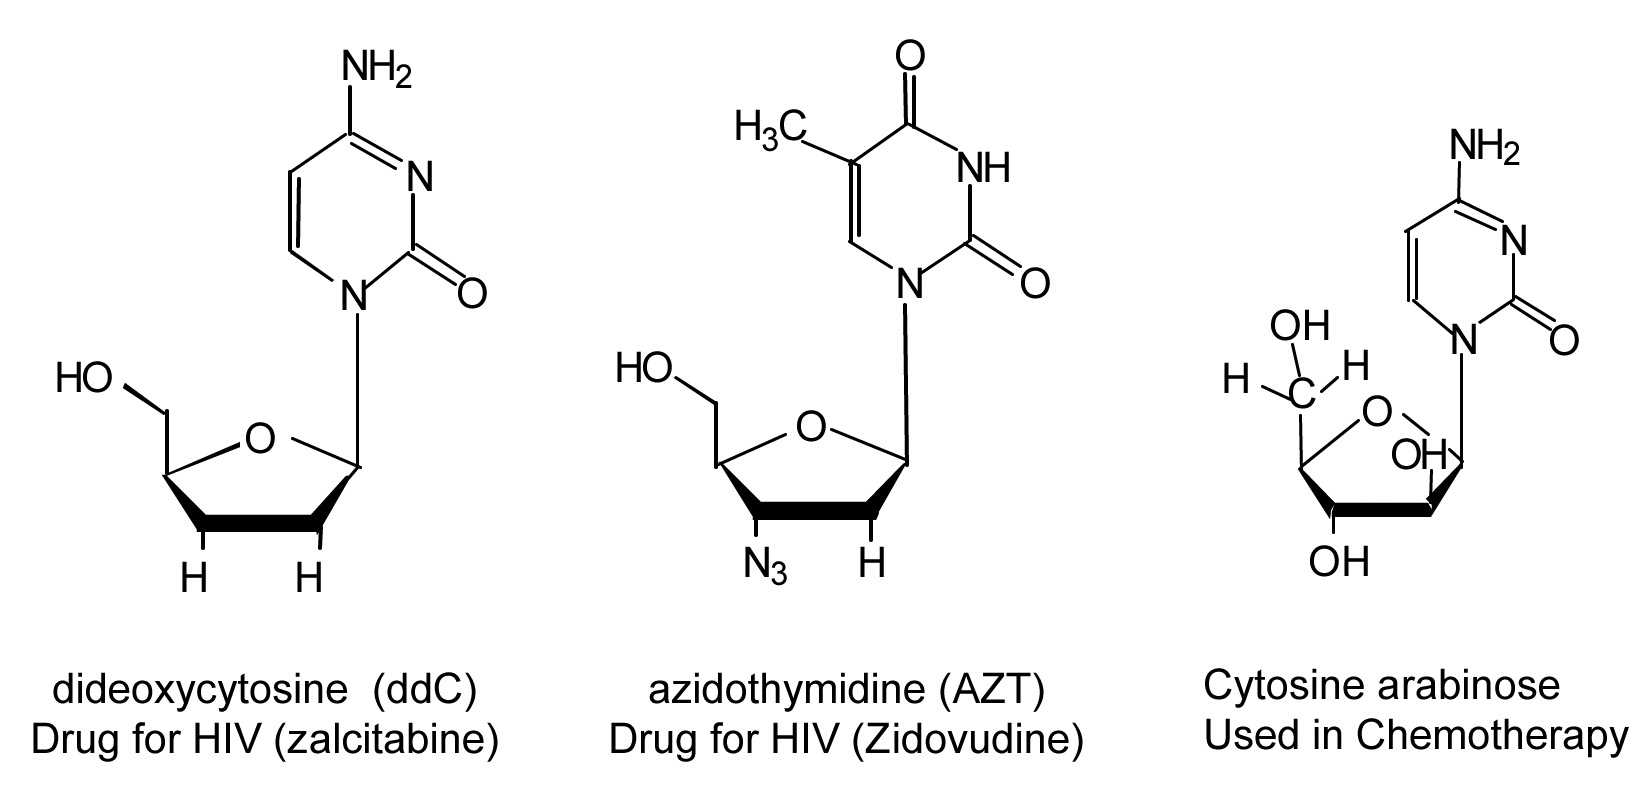 NH2
N
O
N
HO
O
H H
dideoxycytosine (ddC)
Drug for HIV (zalcitabine)
O
H3C
NH
N
O
HO
O
N3 H
azidothymidine (AZT)
Drug for HIV (Zidovudine)
NH2
N
OH
N
O
H H
C
O
OH
OH
Cytosine arabinose
Used in Chemotherapy